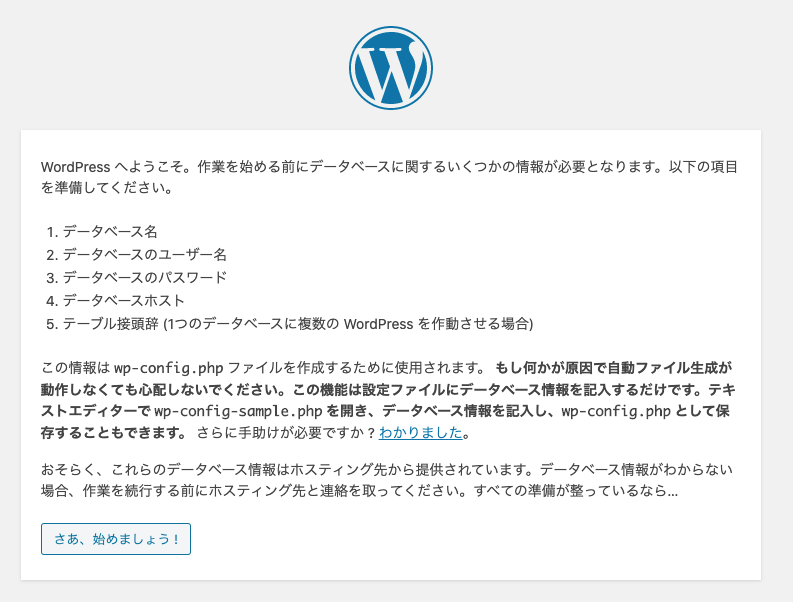 WordPress へようこそ。作業を始める前にデータベースに関するいくつかの情報が必要となります。以下の項目
を準備してください。
1. データベース名
2. データベースのユーザー名
3. データベースのパスワード
4. データベースホスト
5. テーブル接頭辞 (1つのデータベースに複数の WordPress を作動させる場合)
この情報は wp-config.php ファイルを作成するために使用されます。 もし何かが原因で自動ファイル生成が
動作しなくても心配しないでください。この機能は設定ファイルにデータベース情報を記入するだけです。テキ
ストエディターで wp-config-sample.php を開き、データベース情報を記入し、wp-config.php として保
存することもできます。 さらに手助けが必要ですか ? わかりました。
おそらく、これらのデータベース情報はホスティング先から提供されています。データベース情報がわからない
場合、作業を続行する前にホスティング先と連絡を取ってください。すべての準備が整っているなら…
さあ、始めましょう !